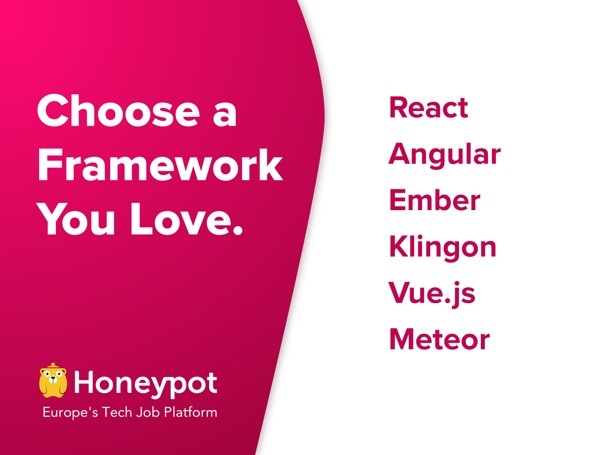 Choose a
Framework
You Love.
Honeypot
Europe's Tech Job Platform
React
Angular
Ember
Klingon
Vue.js
Meteor